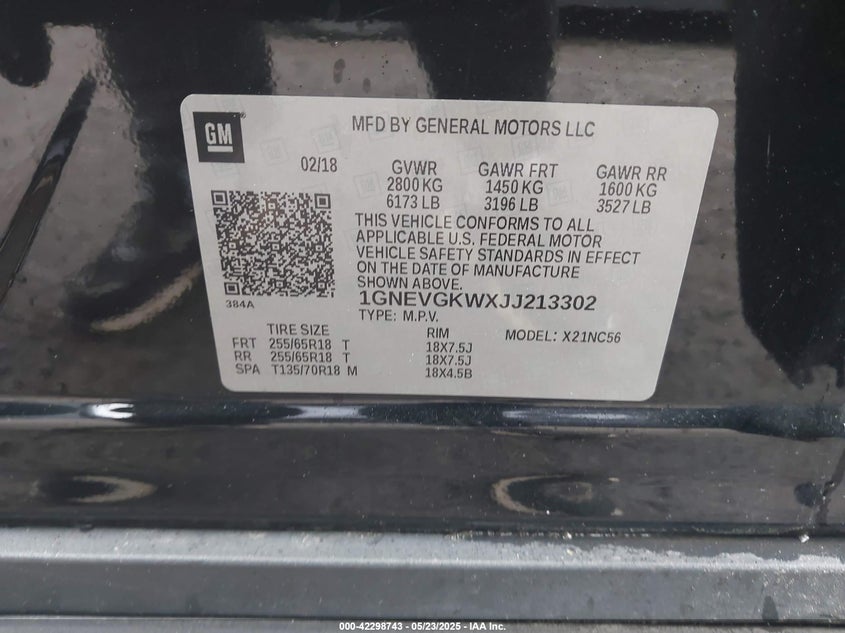 GM
MFD BY GENERAL MOTORS LLC
02/18
GVWR GAWR FRT GAWR RR
2800 KG 1450 KG 1600 KG
6173 LB 3196 LB 3527 LB
THIS VEHICLE CONFORMS TO ALL
APPLICABLE U.S. FEDERAL MOTOR
VEHICLE SAFETY STANDARDS IN EFFECT
ON THE DATE OF MANUFACTURE
SHOWN ABOVE.
384A
1GNEVGKWXJJ213302
TYPE: M.P.V.
TIRE SIZE RIM MODEL: X21NC56
FRT 255/65R18 T 18X7.5J
RR 255/65R18 T 18X7.5J
SPA T135/70R18 M 18X4.5B
000-42298743 - 05/23/2025 - IAA Inc.